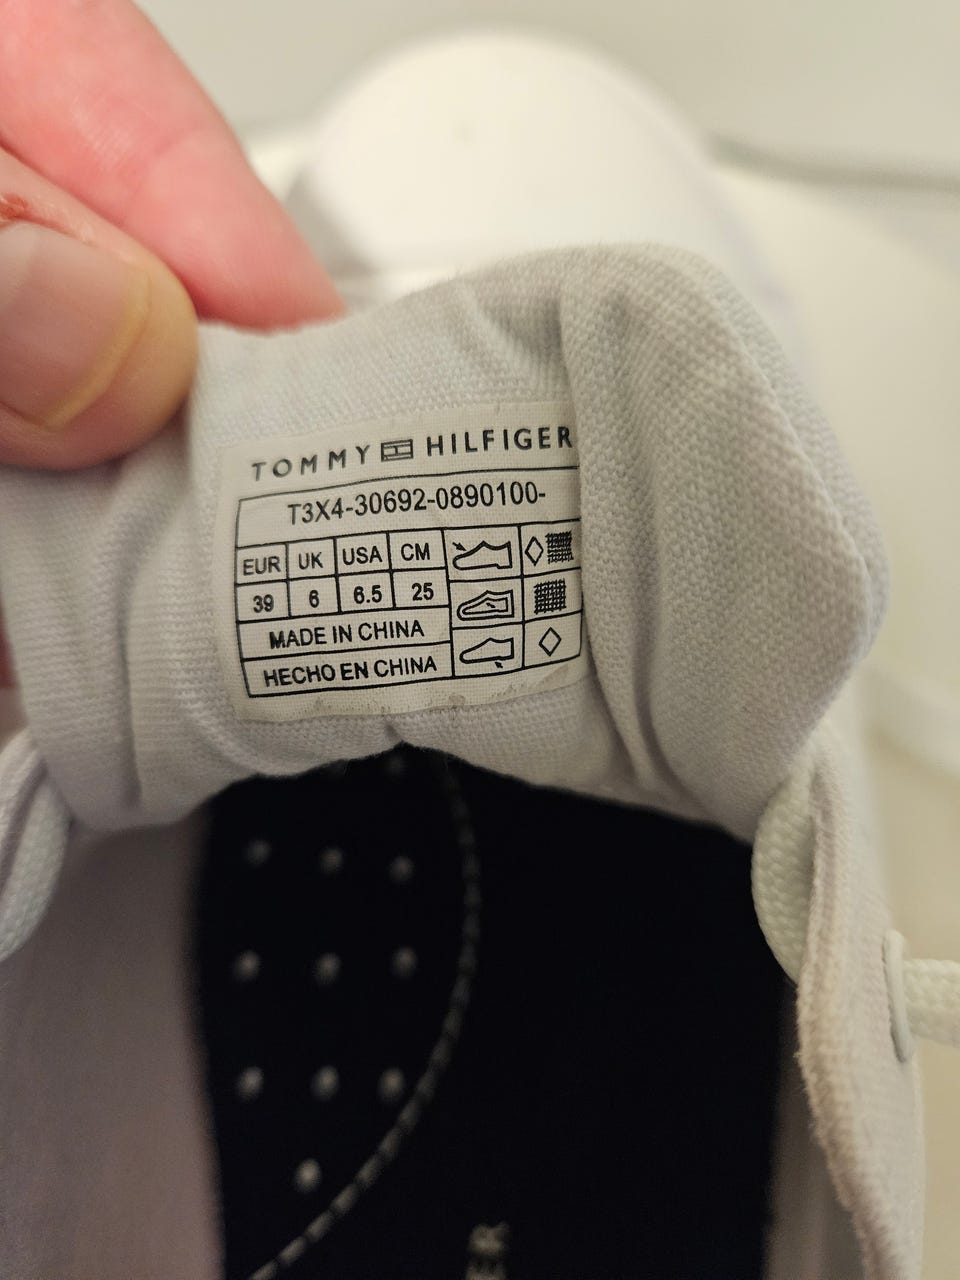 TOMMY HILFIGER
T3X4-30692-0890100-
EUR UK USA CM
39 6 6.5 25
MADE IN CHINA
HECHO EN CHINA
ER